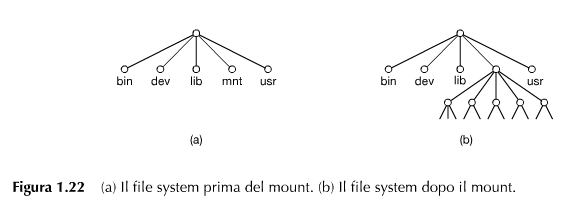 bin dev lib mnt usr bin dev lib usr
(a) (b)
Figura 1.22 (a) Il file system prima del mount. (b) Il file system dopo il mount.